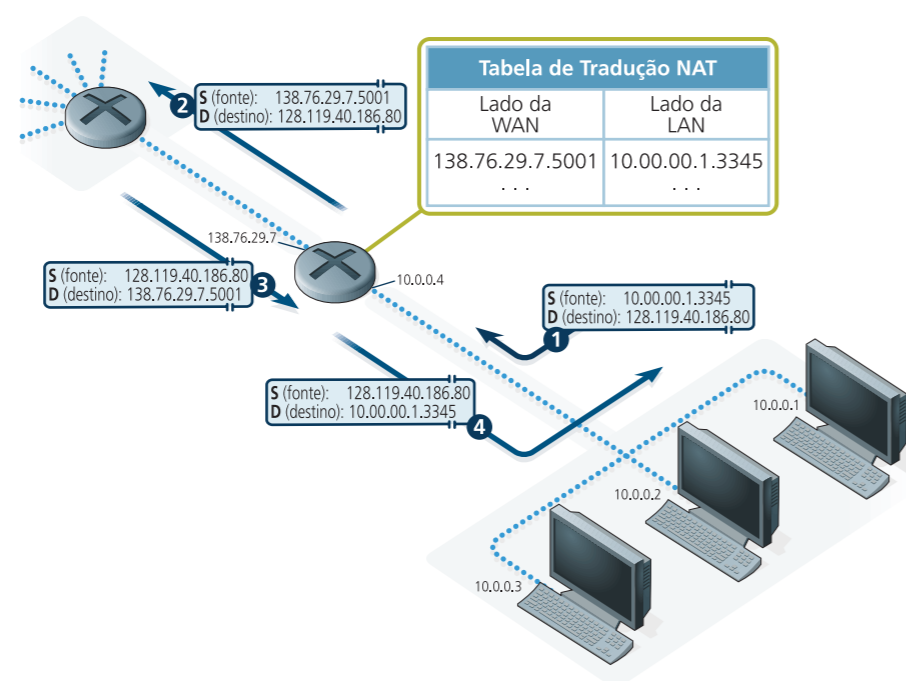 Tabela de Tradução NAT
Lado da
WAN
Lado da
LAN
138.76.29.7.5001
10.00.00.1.3345
. . .
. . .
2
S (fonte): 138.76.29.7.5001
D (destino): 128.119.40.186.80
138.76.29.7
10.0.0.4
S (fonte): 128.119.40.186.80
D (destino): 138.76.29.7.5001
3
S (fonte): 10.00.00.1.3345
D (destino): 128.119.40.186.80
1
S (fonte): 128.119.40.186.80
D (destino): 10.00.00.1.3345
4
10.0.0.1
10.0.0.2
10.0.0.3